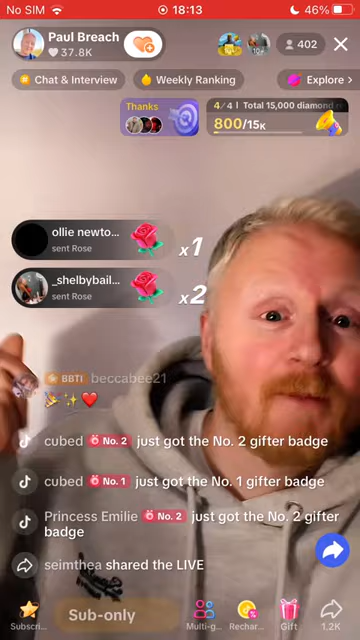 No SIM 18:13 46%
Paul Breach
37.8K
10+
402
Chat & Interview
Weekly Ranking
Explore >
Thanks
4/4 | Total 15,000 diamond
800/15K
ollie newto...
sent Rose
x1
_shelbybail...
sent Rose
x2
BBTI beccabee21
cubed No. 2 just got the No. 2 gifter badge
cubed No. 1 just got the No. 1 gifter badge
Princess Emilie No. 2 just got the No. 2 gifter
badge
seimthea shared the LIVE
Subscri...
Sub-only
Multi-g...
Rechar...
Gift
1.2K